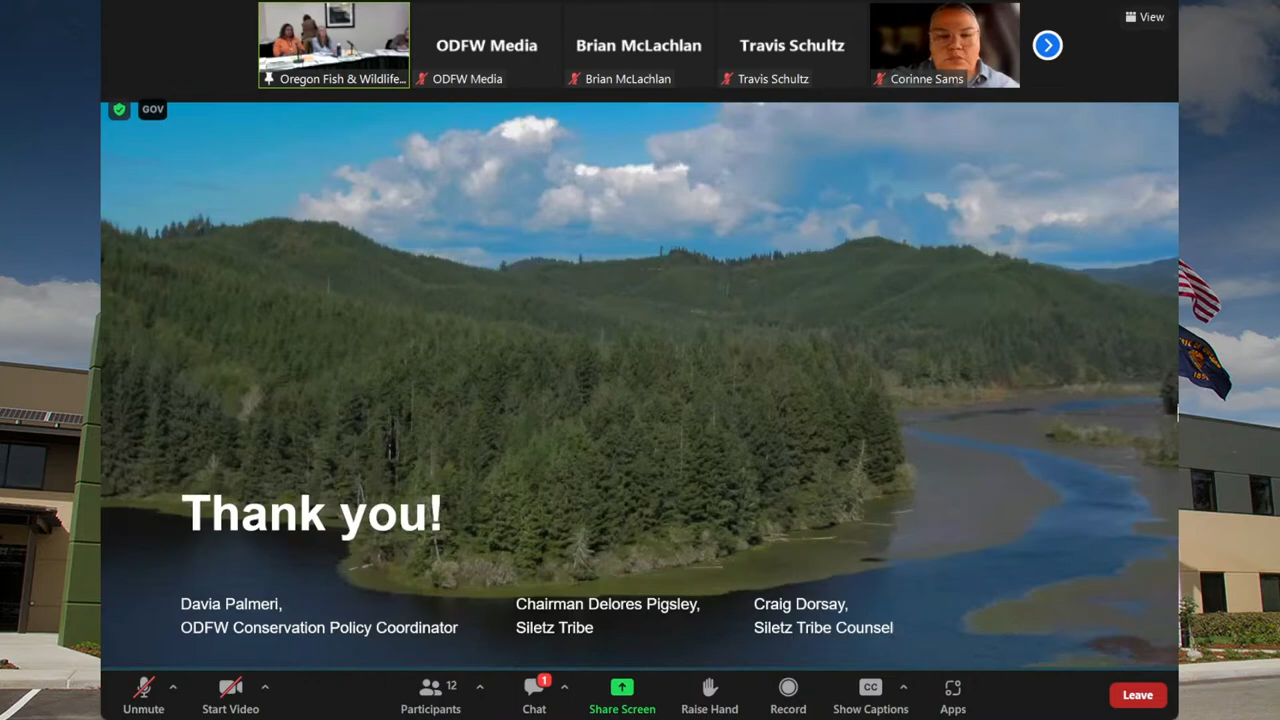 View
ODFW Media
Brian McLachlan
Travis Schultz
Oregon Fish & Wildlife...
ODFW Media
Brian McLachlan
Travis Schultz
Corinne Sams
GOV
Thank you!
Davia Palmeri,
ODFW Conservation Policy Coordinator
Chairman Delores Pigsley,
Siletz Tribe
Craig Dorsay,
Siletz Tribe Counsel
Unmute
Start Video
12
Participants
1
Chat
Share Screen
Raise Hand
Record
CC
Show Captions
Apps
Leave